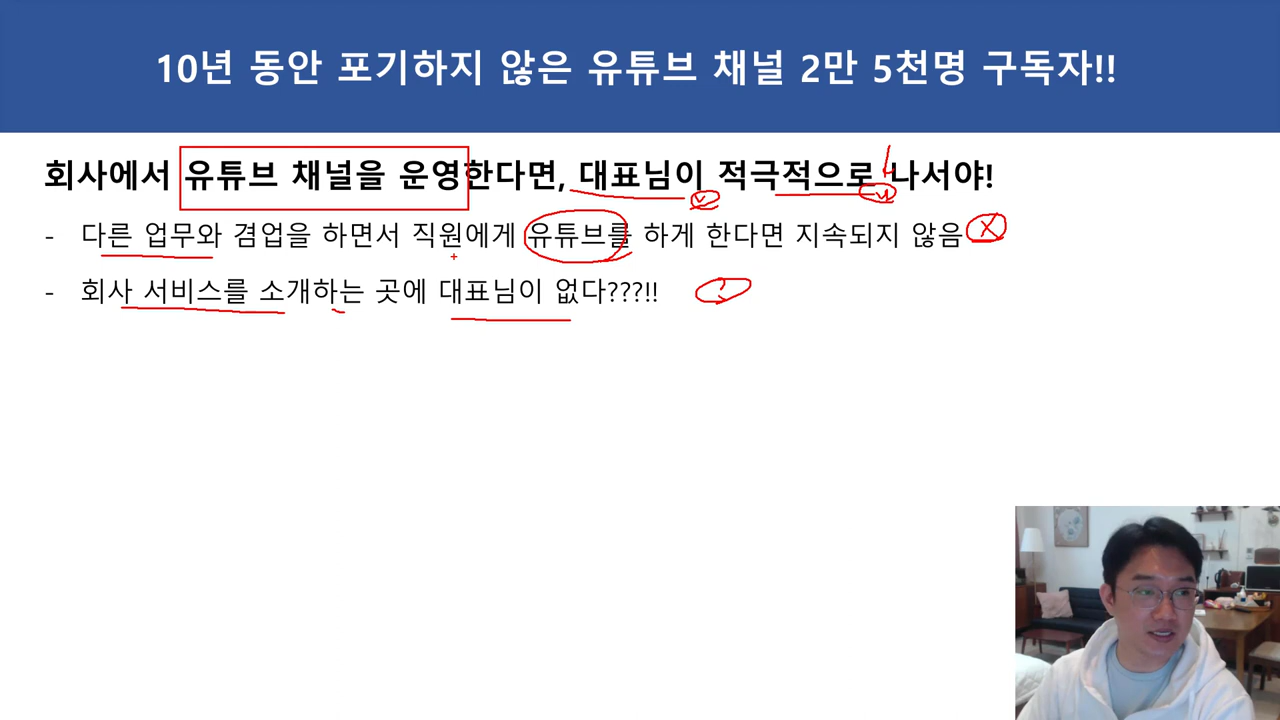 10년 동안 포기하지 않은 유튜브 채널 2만 5천명 구독자!!
회사에서 유튜브 채널을 운영한다면, 대표님이 적극적으로 나서야!
- 다른 업무와 겸업을 하면서 직원에게 유튜브를 하게 한다면 지속되지 않음
- 회사 서비스를 소개하는 곳에 대표님이 없다???!!